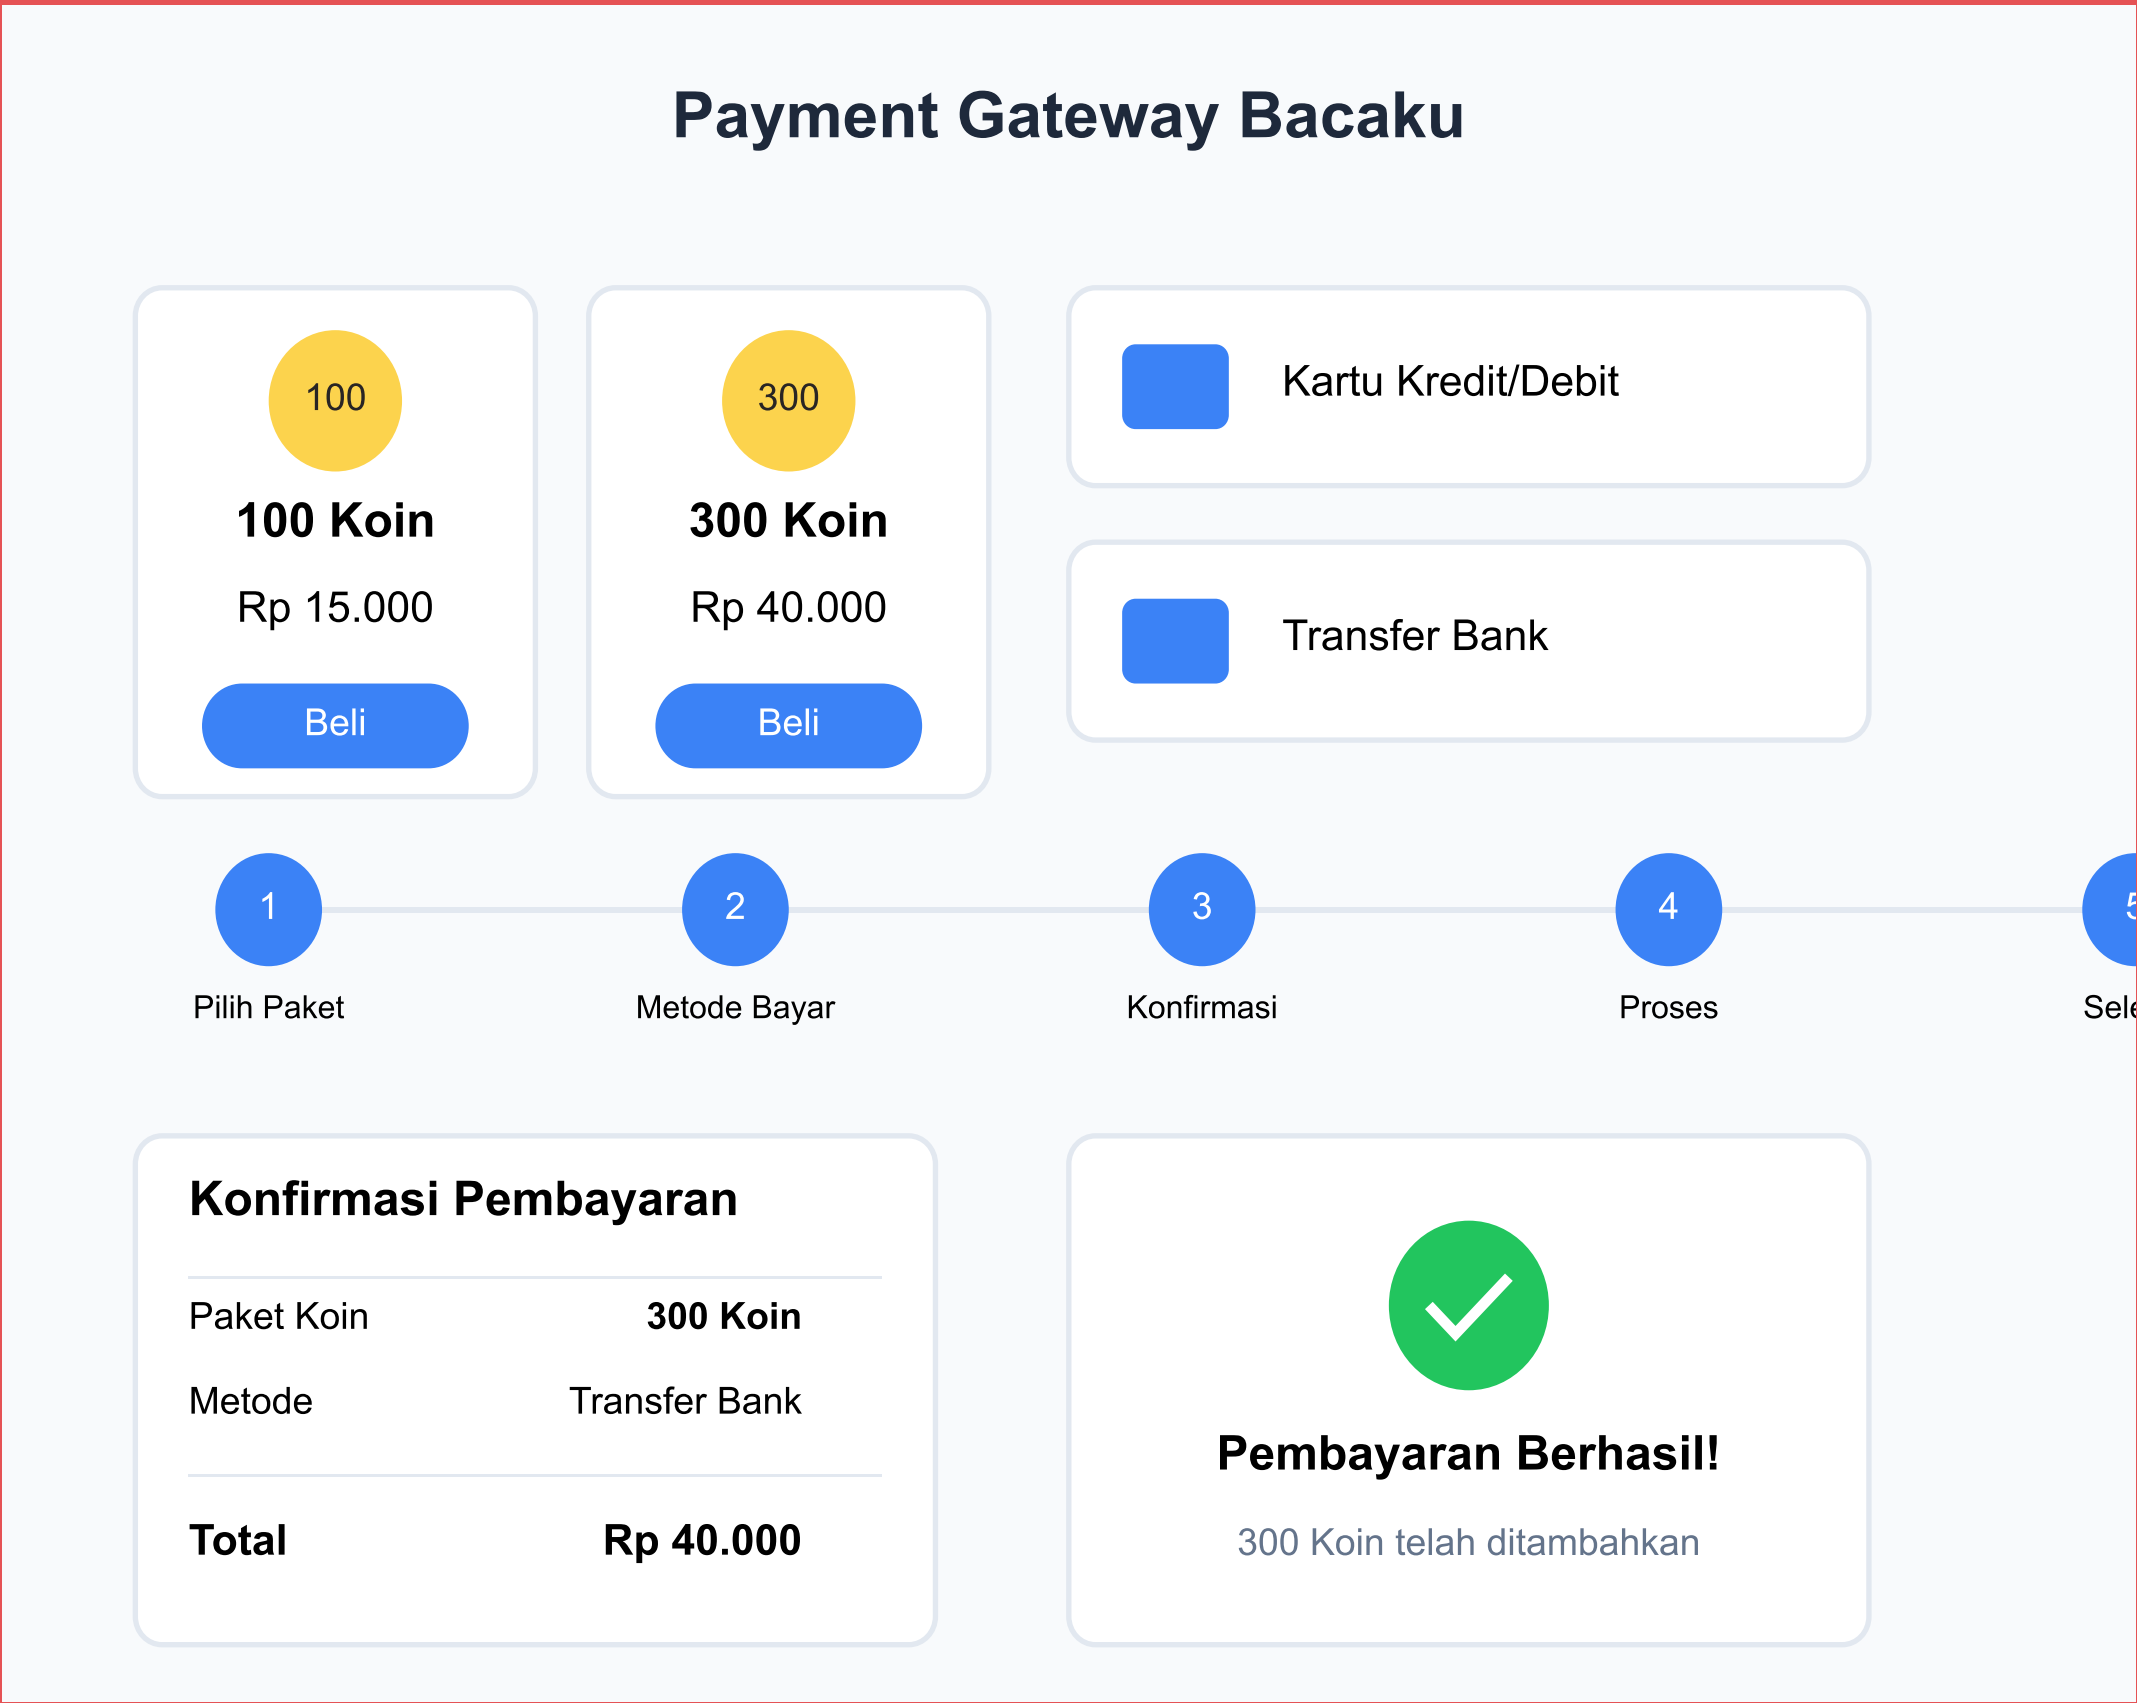 Payment Gateway Bacaku
100
100 Koin
Rp 15.000
Beli
300
300 Koin
Rp 40.000
Beli
Kartu Kredit/Debit
Transfer Bank
1
Pilih Paket
2
Metode Bayar
3
Konfirmasi
4
Proses
Konfirmasi Pembayaran
Paket Koin 300 Koin
Metode Transfer Bank
Total Rp 40.000
Pembayaran Berhasil!
300 Koin telah ditambahkan